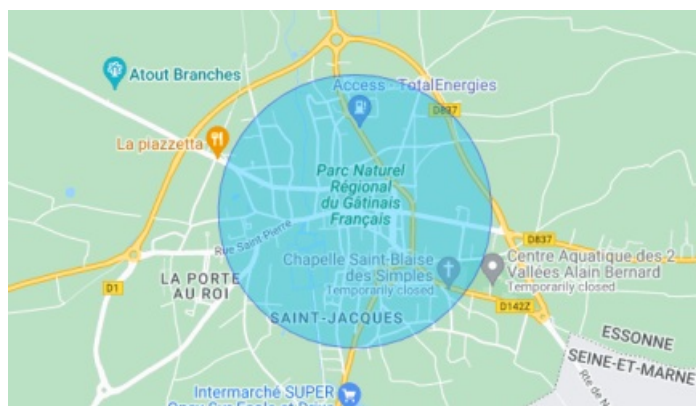 Atout Branches
Access - TotalEnergies
D837
La piazzetta
Parc Naturel
Régional
du Gâtinais
Français
Rue Saint-Pierre
D837
Chapelle Saint-Blaise
des Simples
Temporarily closed
Centre Aquatique des 2
Vallées Alain Bernard
Temporarily closed
LA PORTE
AU ROI
D1
D142Z
SAINT-JACQUES
ESSONNE
SEINE-ET-MARNE
Intermarché SUPER